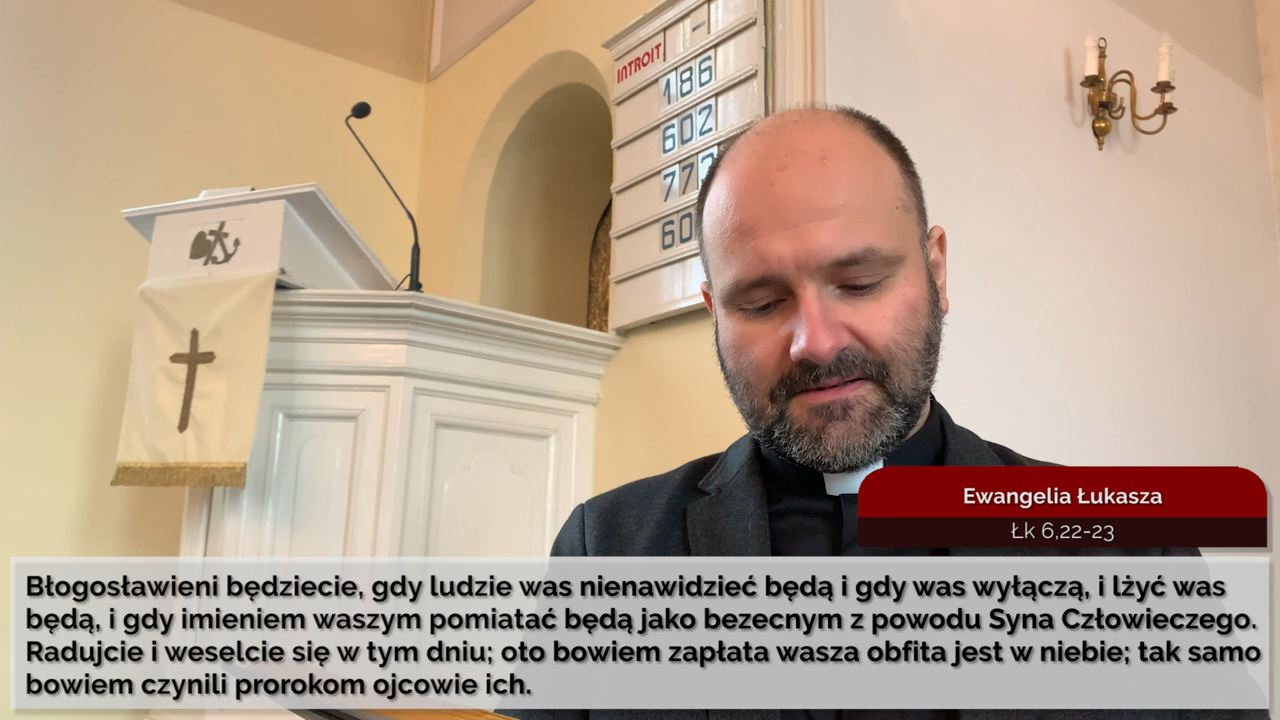 INTROIT
186
602
773
60
Ewangelia Łukasza
Łk 6,22-23
Błogosławieni będziecie, gdy ludzie was nienawidzieć będą i gdy was wyłączą, i lżyć was
będą, i gdy imieniem waszym pomiatać będą jako bezecnym z powodu Syna Człowieczego.
Radujcie i weselcie się w tym dniu; oto bowiem zapłata wasza obfita jest w niebie; tak samo
bowiem czynili prorokom ojcowie ich.